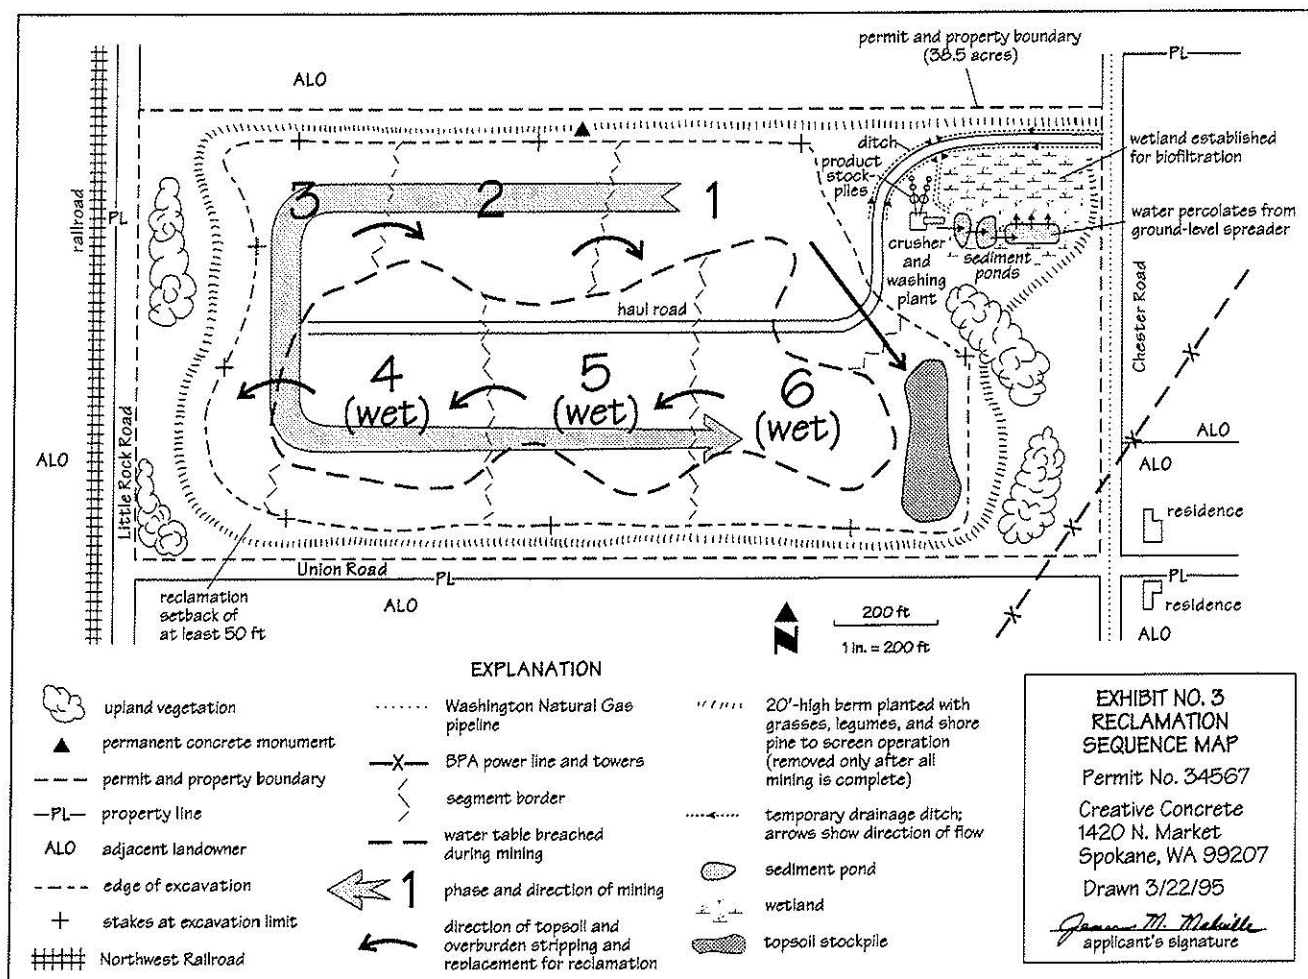 permit and property boundary
(38.5 acres)
PL
ALO
ditch
product
stock-
plies
wetland established
for biofiltration
railroad
PL
3
2
1
water percolates from
ground-level spreader
crusher
and
washing
plant
sediment
ponds
haul road
Chester Road
4
(wet)
5
(wet)
6
(wet)
ALO
Little Rock Road
ALO
ALO
residence
Union Road
PL
PL
reclamation
setback of
at least 50 ft
ALO
N
200 ft
1 in. = 200 ft
residence
ALO
EXPLANATION
upland vegetation
permanent concrete monument
permit and property boundary
PL property line
ALO adjacent landowner
edge of excavation
stakes at excavation limit
Northwest Railroad
Washington Natural Gas
pipeline
X BPA power line and towers
segment border
water table breached
during mining
1 phase and direction of mining
direction of topsoil and
overburden stripping and
replacement for reclamation
20'-high berm planted with
grasses, legumes, and shore
pine to screen operation
(removed only after all
mining is complete)
temporary drainage ditch;
arrows show direction of flow
sediment pond
wetland
topsoil stockpile
EXHIBIT NO. 3
RECLAMATION
SEQUENCE MAP
Permit No. 34567
Creative Concrete
1420 N. Market
Spokane, WA 99207
Drawn 3/22/95
James M. Malville
applicant's signature